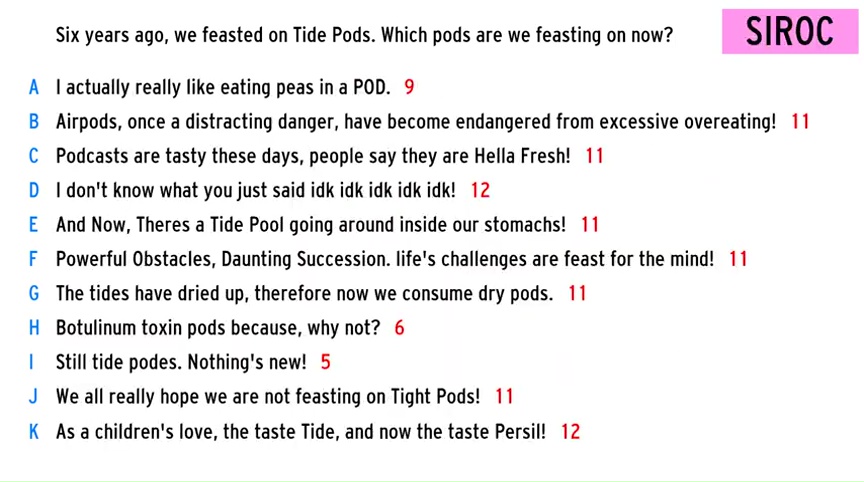 Six years ago, we feasted on Tide Pods. Which pods are we feasting on now?
SIROC
A I actually really like eating peas in a POD. 9
B Airpods, once a distracting danger, have become endangered from excessive overeating! 11
C Podcasts are tasty these days, people say they are Hella Fresh! 11
D I don't know what you just said idk idk idk idk idk! 12
E And Now, Theres a Tide Pool going around inside our stomachs! 11
F Powerful Obstacles, Daunting Succession. life's challenges are feast for the mind! 11
G The tides have dried up, therefore now we consume dry pods. 11
H Botulinum toxin pods because, why not? 6
I Still tide podes. Nothing's new! 5
J We all really hope we are not feasting on Tight Pods! 11
K As a children's love, the taste Tide, and now the taste Persil! 12